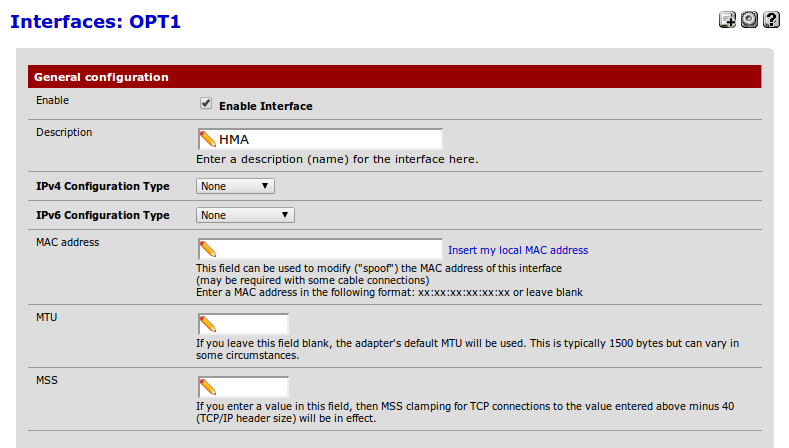 Interfaces: OPT1
General configuration
Enable
Enable Interface
Description
HMA
Enter a description (name) for the interface here.
IPv4 Configuration Type
None
IPv6 Configuration Type
None
MAC address
Insert my local MAC address
This field can be used to modify ("spoof") the MAC address of this interface
(may be required with some cable connections)
Enter a MAC address in the following format: xx:xx:xx:xx:xx:xx or leave blank
MTU
If you leave this field blank, the adapter's default MTU will be used. This is typically 1500 bytes but can vary in
some circumstances.
MSS
If you enter a value in this field, then MSS clamping for TCP connections to the value entered above minus 40
(TCP/IP header size) will be in effect.